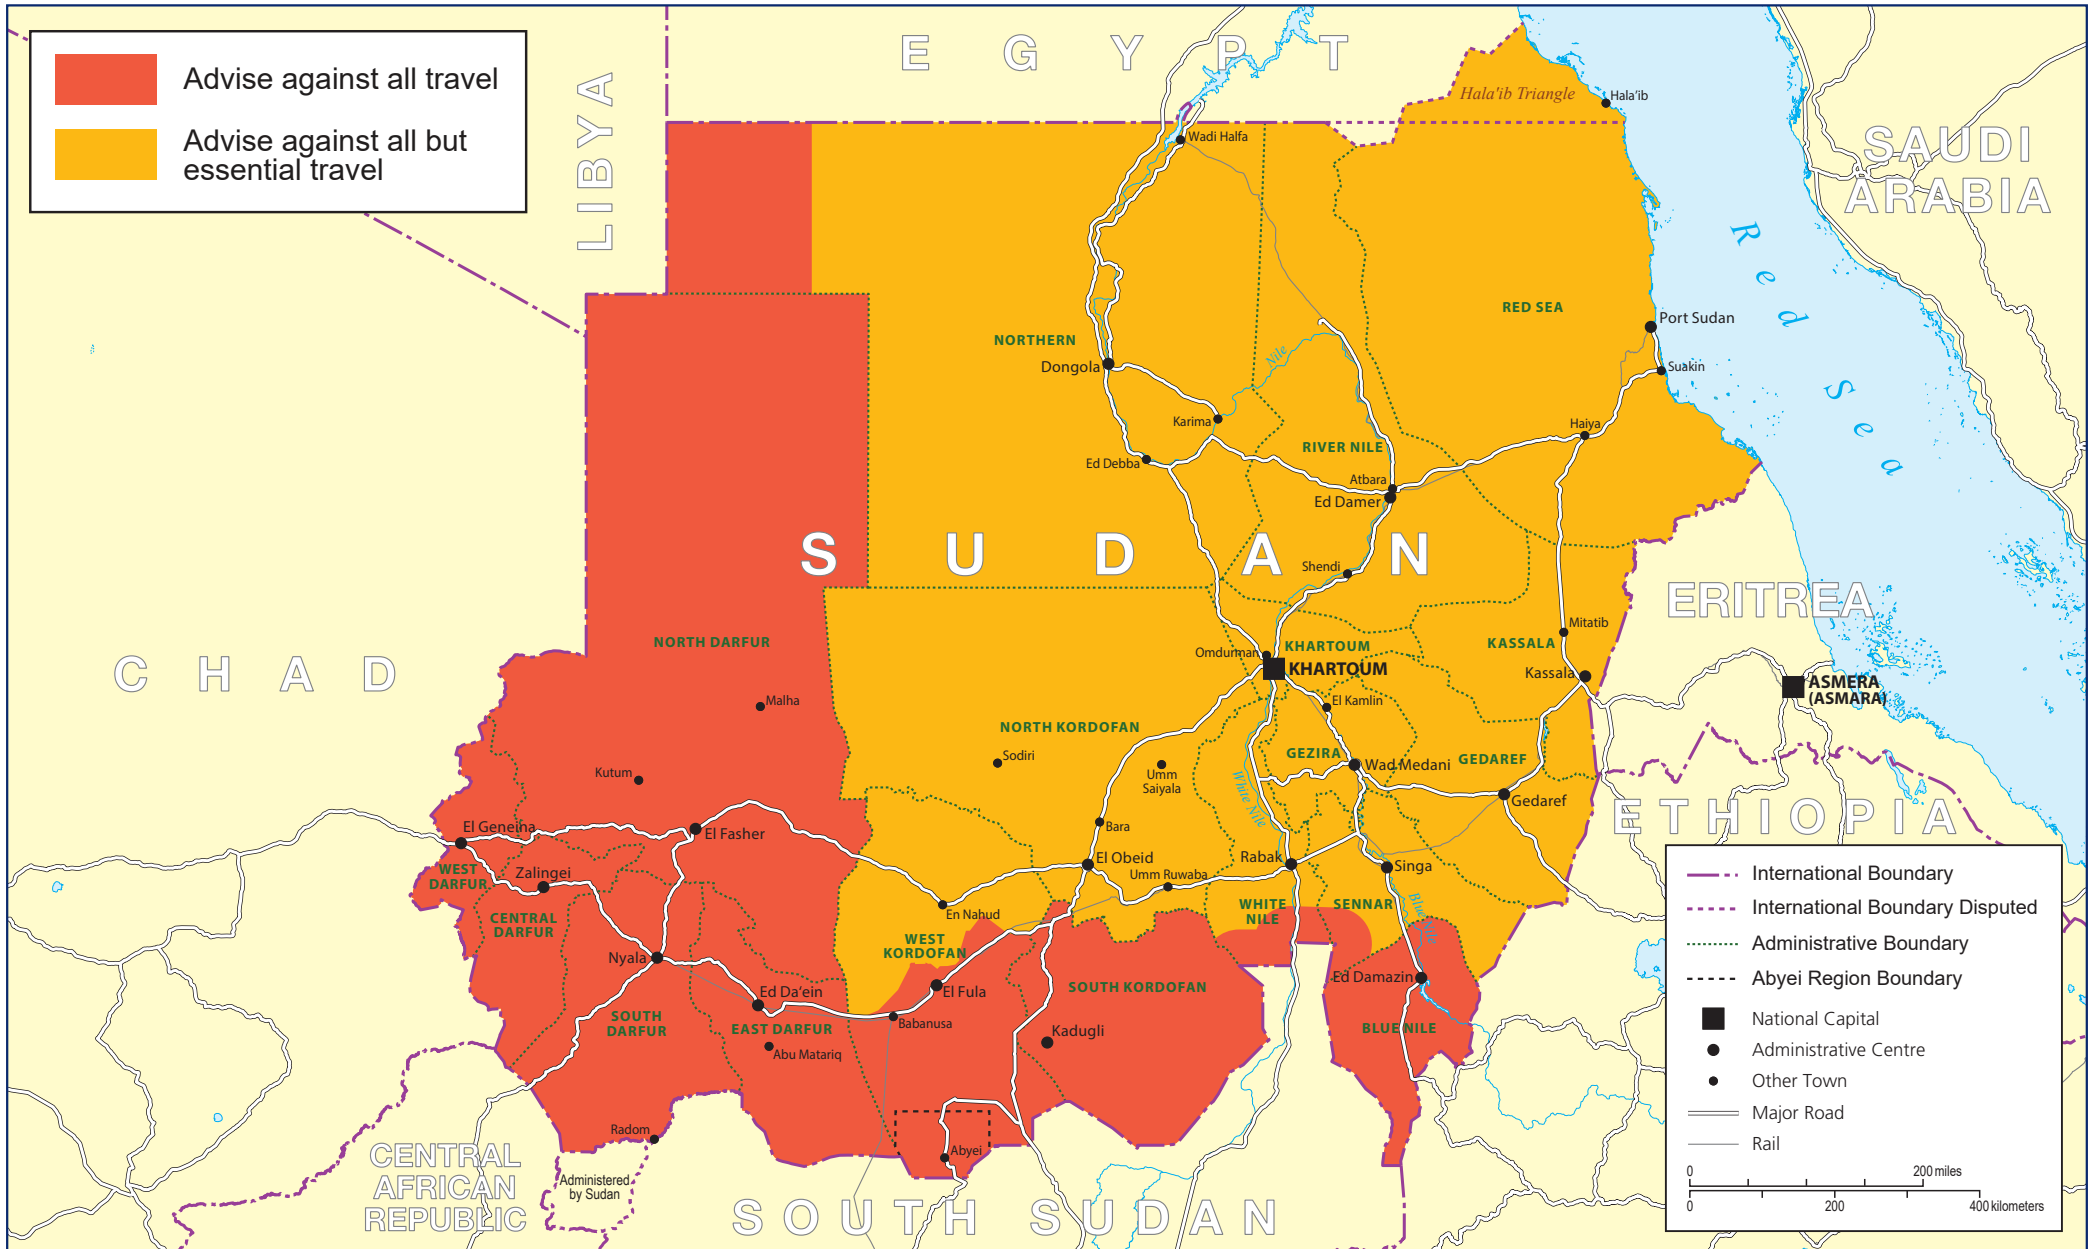 Advise against all travel
Advise against all but
essential travel
EGYPT
LIBYA
Hala'ib Triangle
Hala'ib
Wadi Halfa
SAUDI
ARABIA
Red Sea
RED SEA
Port Sudan
Suakin
NORTHERN
Dongola
Nile
Karima
Haiya
RIVER NILE
Ed Debba
Atbara
Ed Damer
SUDAN
Shendi
ERITREA
Mitatib
NORTH DARFUR
KHARTOUM
KASSALA
Omduman
KHARTOUM
Kassala
CHAD
ASMERA
(ASMARA)
Malha
El Kamlin
NORTH KORDOFAN
Sodiri
GEZIRA
GEDAREF
Kutum
Umm
Saiyala
Wad Medani
White Nile
Gedaref
ETHIOPIA
El Geneina
El Fasher
Bara
WEST
DARFUR
Zalingei
El Obeid
Rabak
Singa
Umm Ruwaba
CENTRAL
DARFUR
En Nahud
WHITE
NILE
SENNAR
Blue Nile
WEST
KORDOFAN
Nyala
Ed Damazin
Ed Da'ein
El Fula
SOUTH KORDOFAN
SOUTH
DARFUR
EAST DARFUR
Babanusa
Kadugli
BLUE NILE
Abu Matariq
Radom
Abyei
CENTRAL
AFRICAN
REPUBLIC
Administered
by Sudan
SOUTH SUDAN
International Boundary
International Boundary Disputed
Administrative Boundary
Abyei Region Boundary
National Capital
Administrative Centre
Other Town
Major Road
Rail
0 200 miles
0 200 400 kilometers